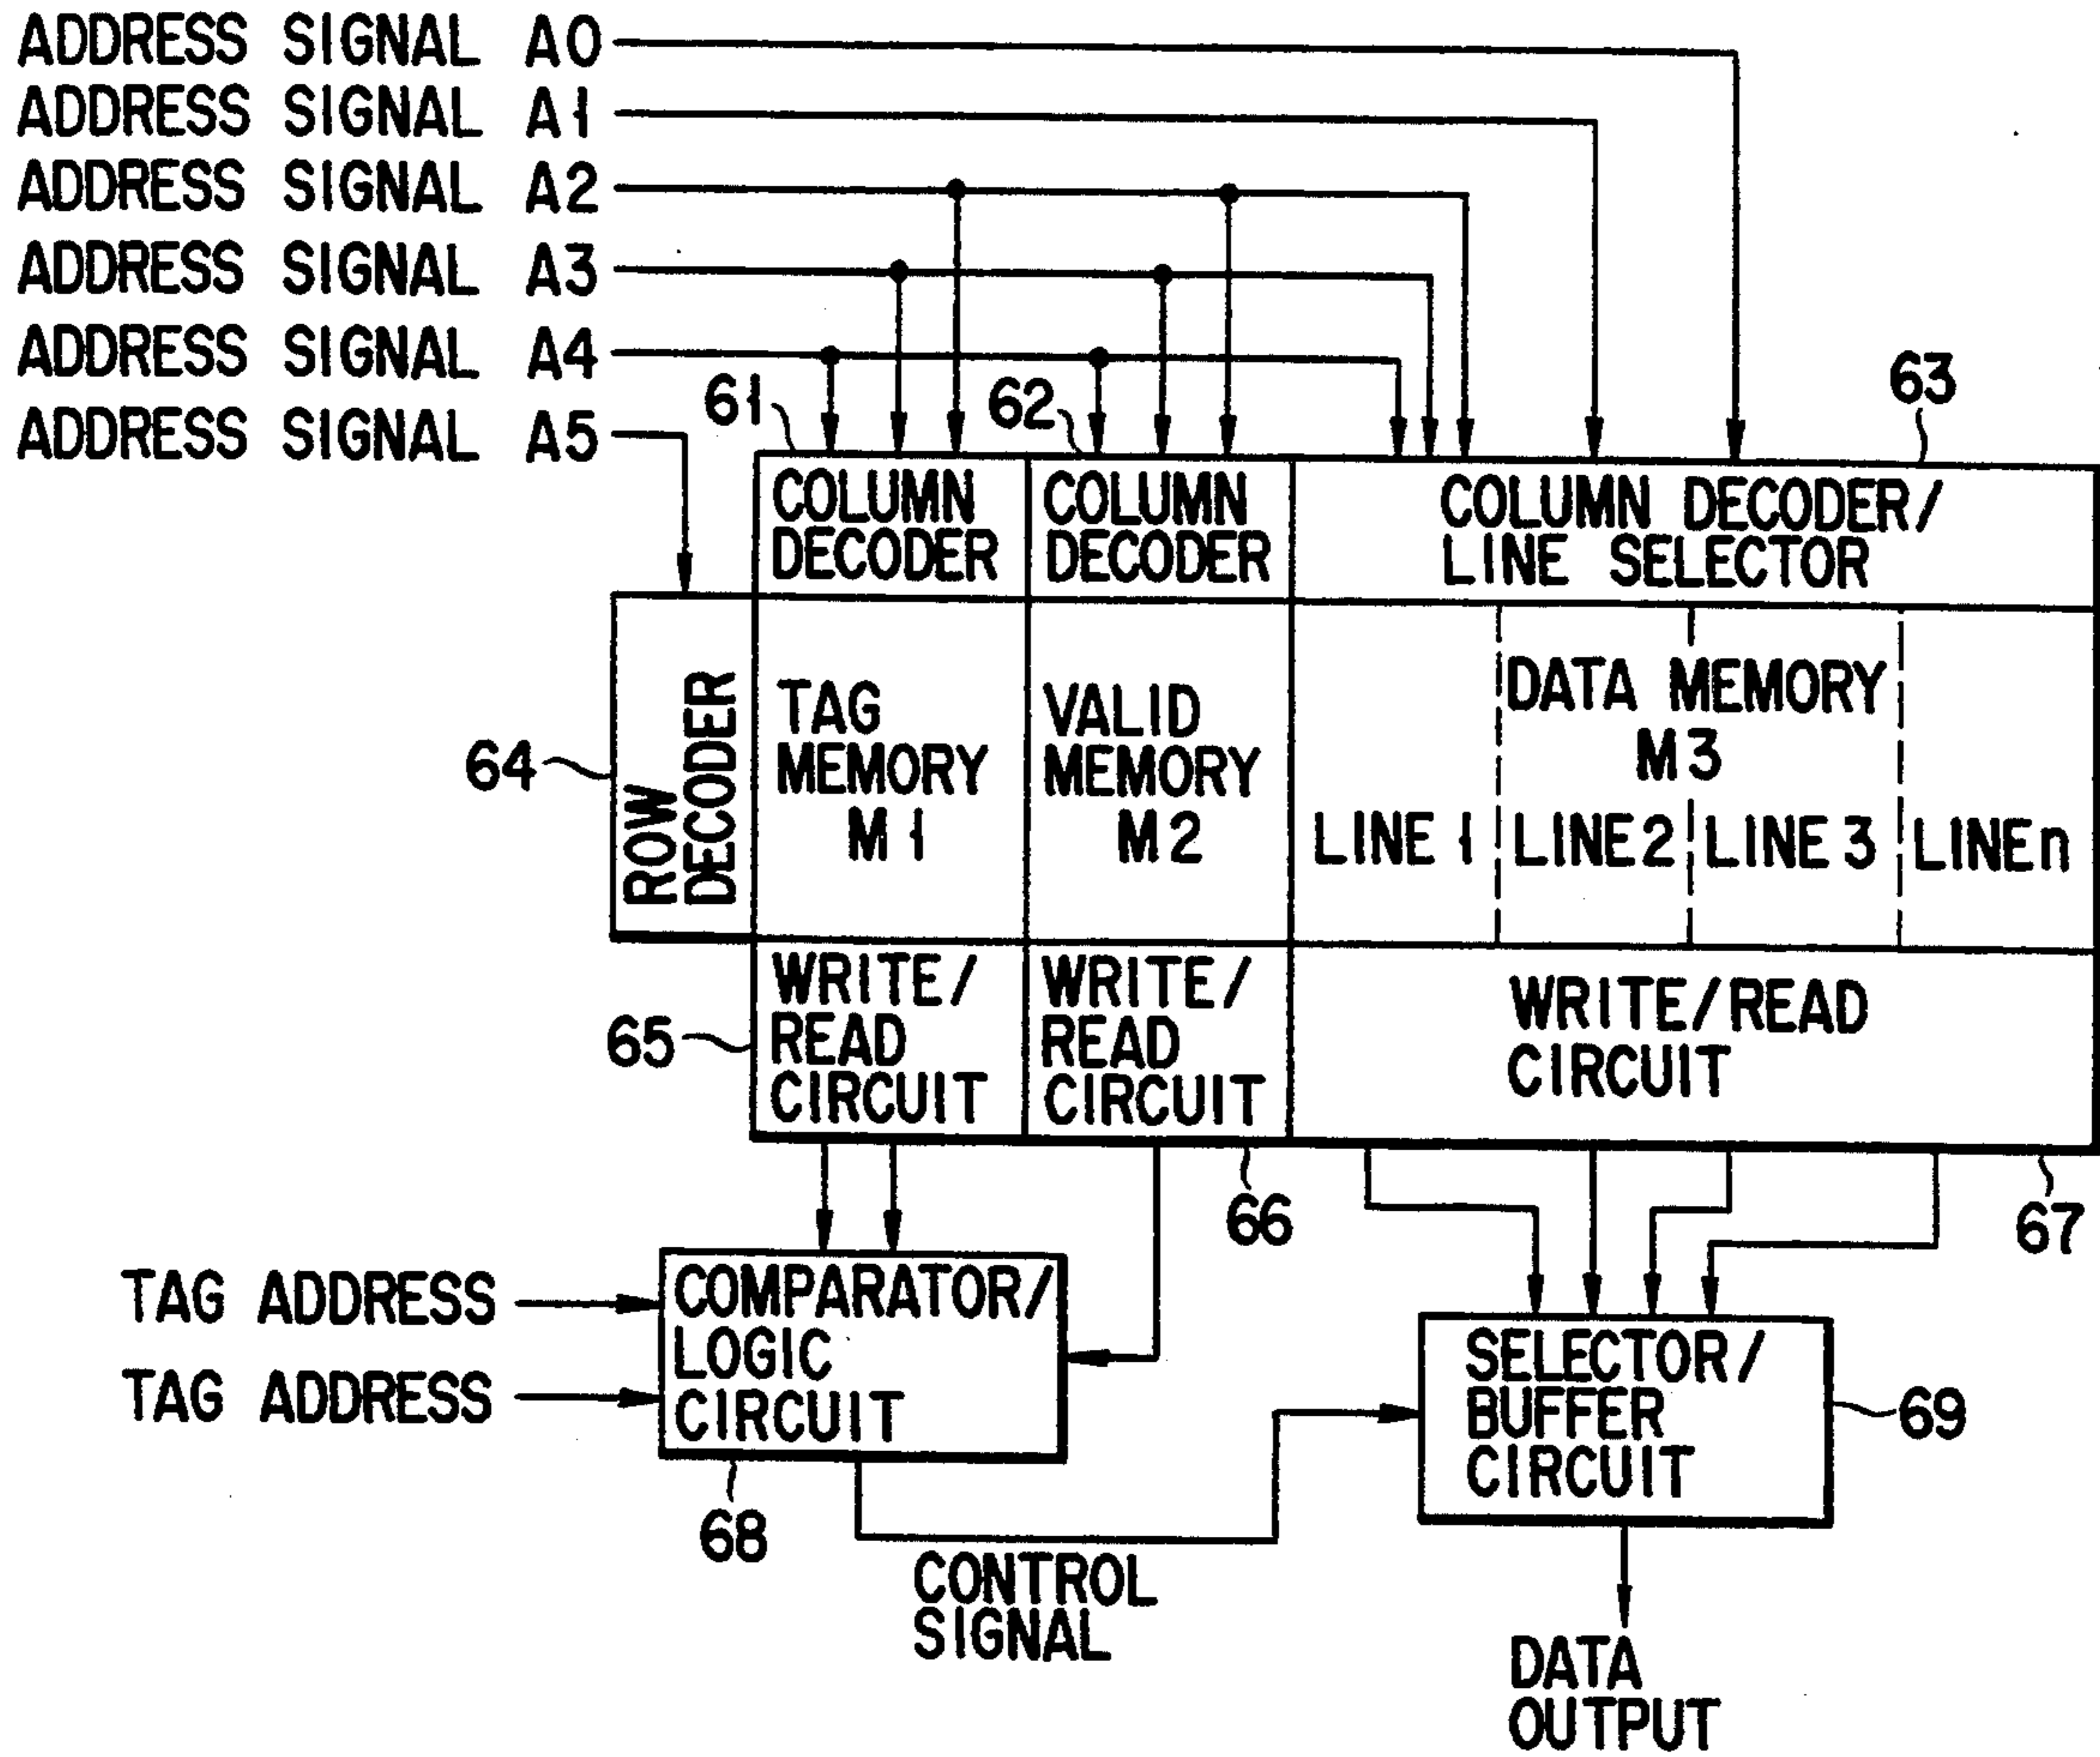 ADDRESS SIGNAL A0
ADDRESS SIGNAL A1
ADDRESS SIGNAL A2
ADDRESS SIGNAL A3
ADDRESS SIGNAL A4
ADDRESS SIGNAL A5
61
62
63
COLUMN
DECODER
COLUMN
DECODER
COLUMN DECODER/
LINE SELECTOR
64
ROW
DECODER
TAG
MEMORY
M1
VALID
MEMORY
M2
DATA MEMORY
M3
LINE 1
LINE 2
LINE 3
LINE n
65
WRITE/
READ
CIRCUIT
WRITE/
READ
CIRCUIT
WRITE/READ
CIRCUIT
66
67
TAG ADDRESS
TAG ADDRESS
COMPARATOR/
LOGIC
CIRCUIT
68
SELECTOR/
BUFFER
CIRCUIT
69
CONTROL
SIGNAL
DATA
OUTPUT